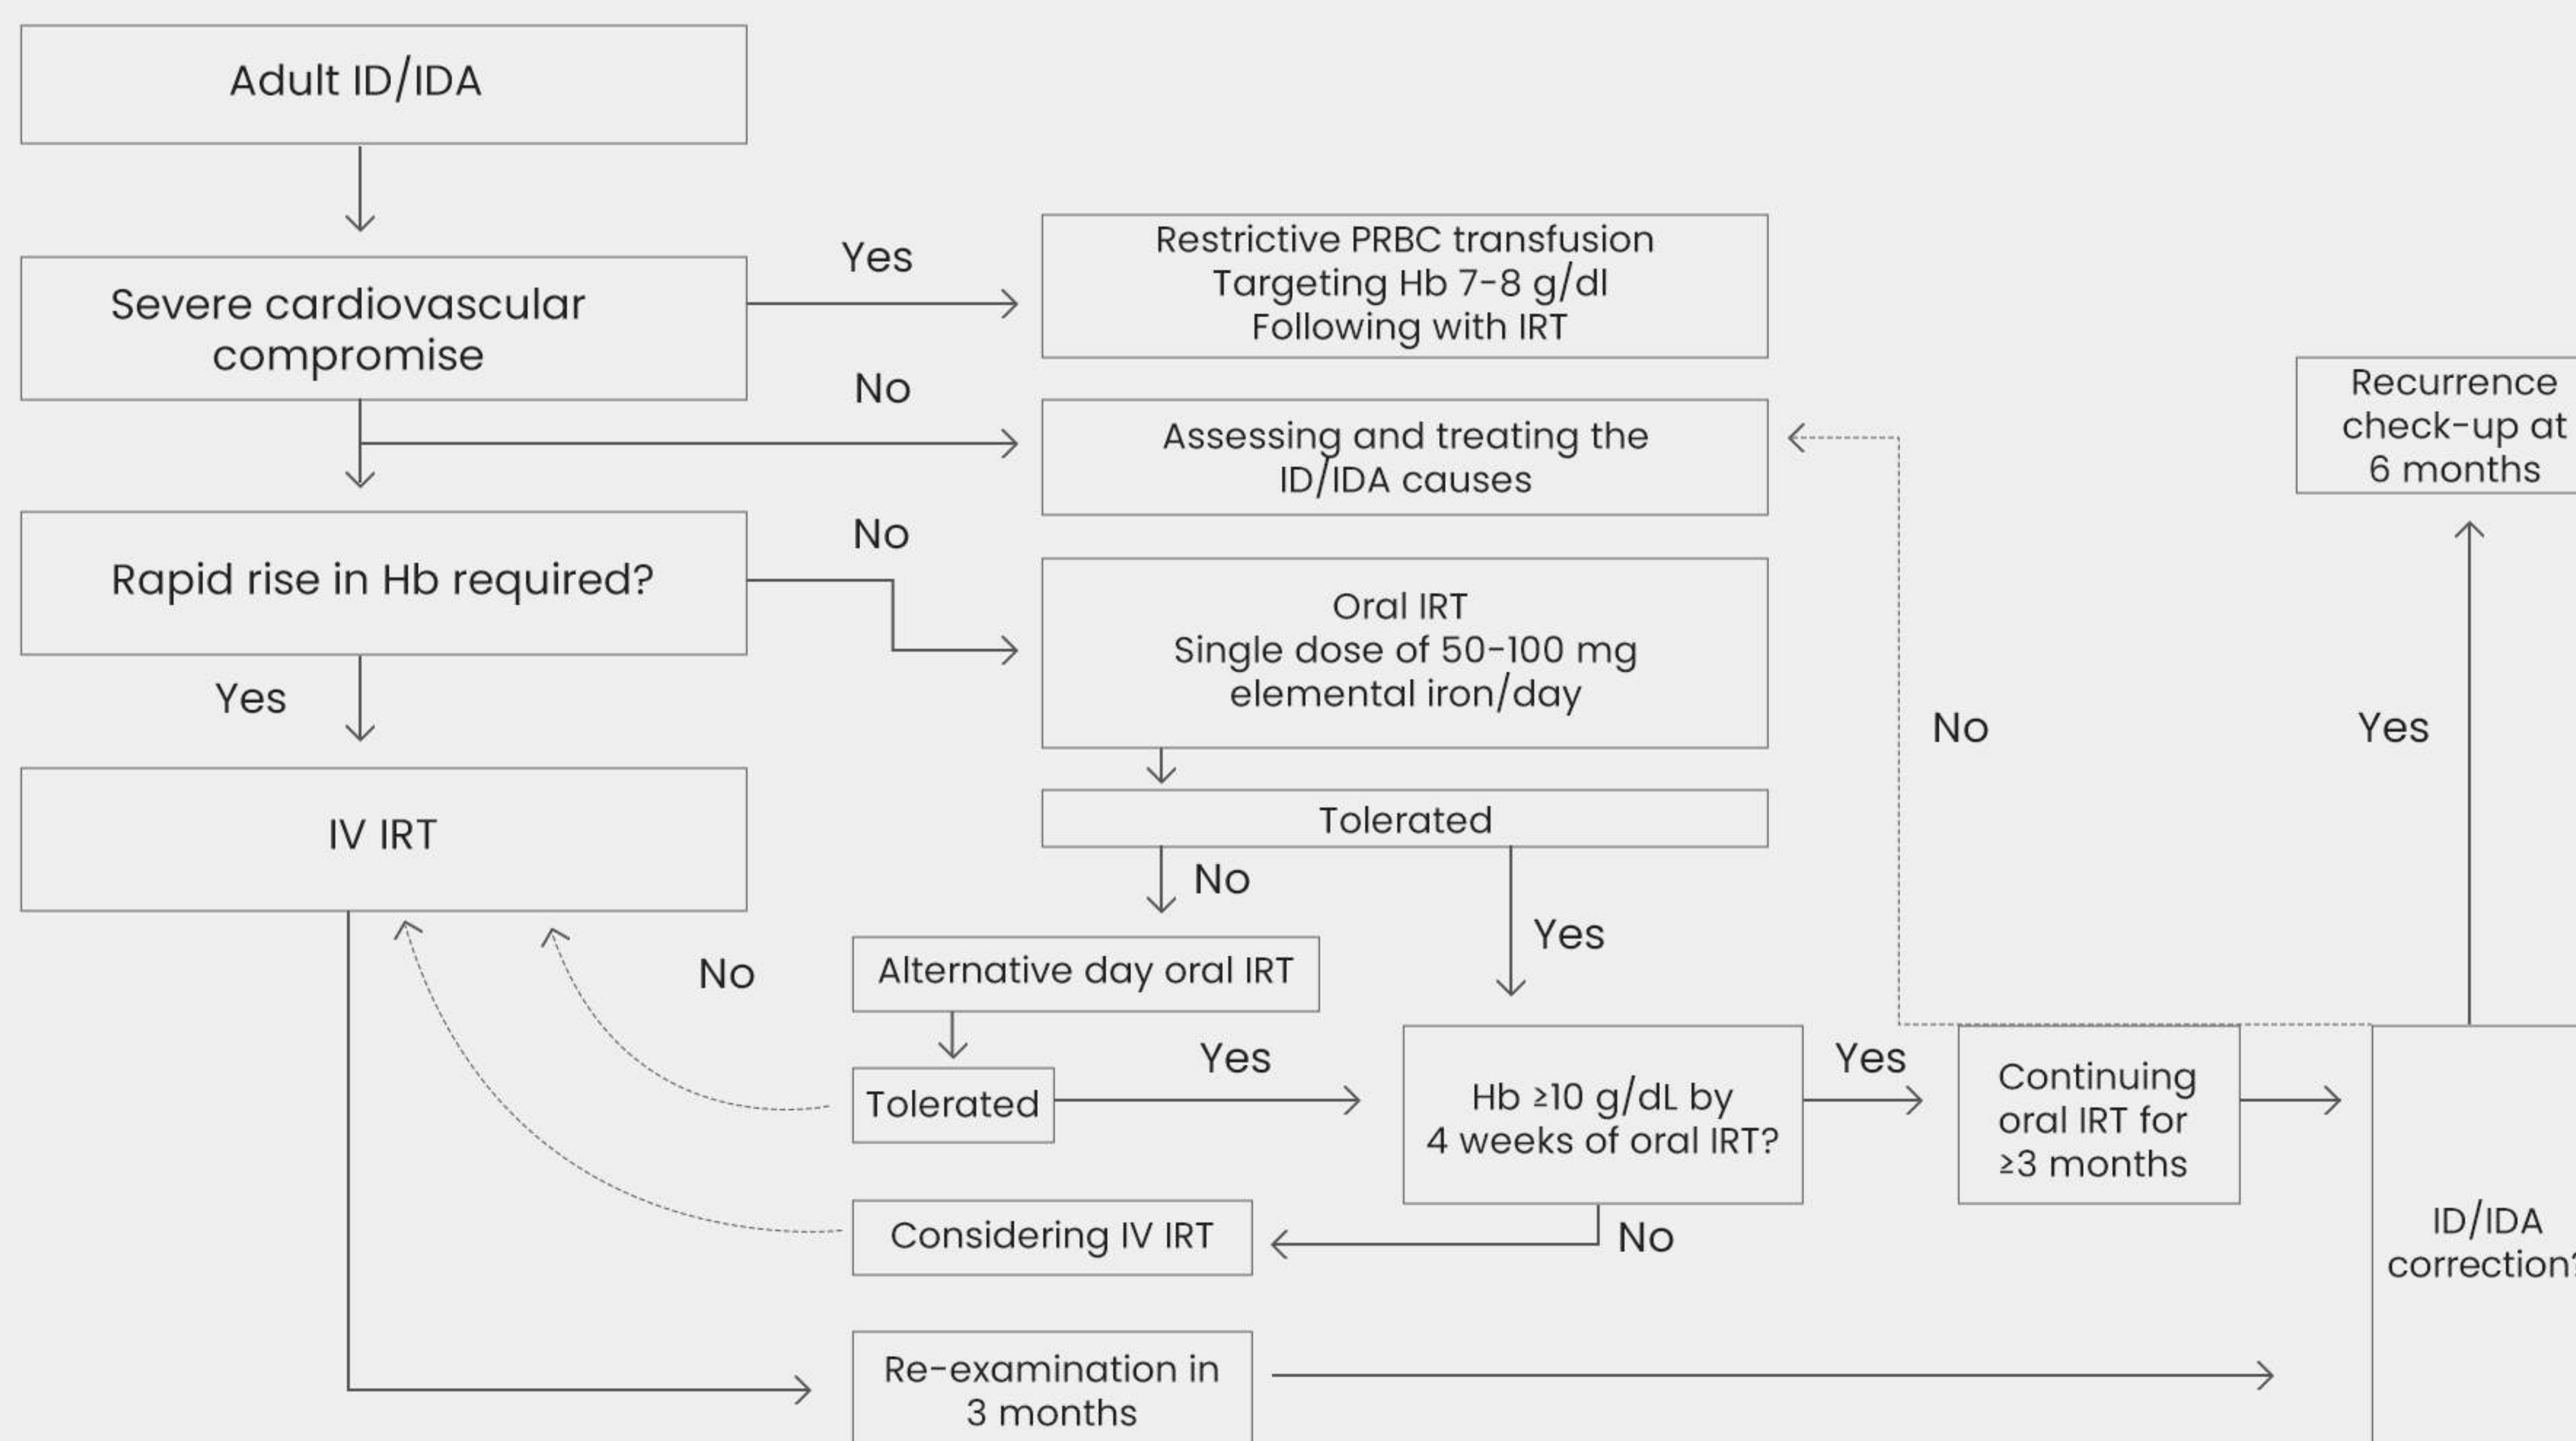 Adult ID/IDA
Severe cardiovascular
compromise
Yes
Restrictive PRBC transfusion
Targeting Hb 7-8 g/dl
Following with IRT
No
Assessing and treating the
ID/IDA causes
Rapid rise in Hb required?
No
Oral IRT
Single dose of 50-100 mg
elemental iron/day
Yes
IV IRT
Tolerated
No
Yes
Alternative day oral IRT
No
Tolerated
Yes
Hb ≥10 g/dL by
4 weeks of oral IRT?
Yes
Continuing
oral IRT for
≥3 months
No
Considering IV IRT
Re-examination in
3 months
ID/IDA
correction?
No
Yes
Recurrence
check-up at
6 months